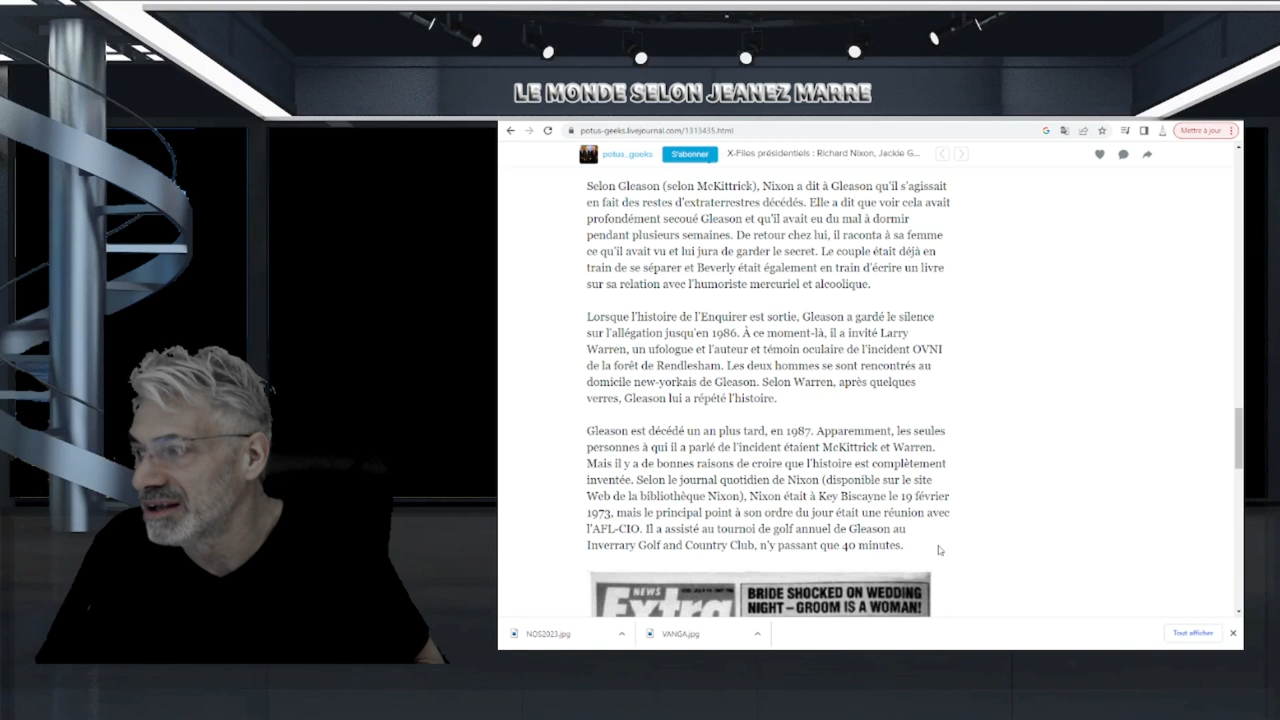 LE MONDE SELON JEANEZ MARRE
potus-geeks.livejournal.com/1313435.html
Mettre à jour
potus_geeks
S'abonner
X-Files présidentiels : Richard Nixon, Jackie G...
Selon Gleason (selon McKittrick), Nixon a dit à Gleason qu'il s'agissait
en fait des restes d'extraterrestres décédés. Elle a dit que voir cela avait
profondément secoué Gleason et qu'il avait eu du mal à dormir
pendant plusieurs semaines. De retour chez lui, il raconta à sa femme
ce qu'il avait vu et lui jura de garder le secret. Le couple était déjà en
train de se séparer et Beverly était également en train d'écrire un livre
sur sa relation avec l'humoriste mercuriel et alcoolique.
Lorsque l'histoire de l'Enquirer est sortie, Gleason a gardé le silence
sur l'allégation jusqu'en 1986. À ce moment-là, il a invité Larry
Warren, un ufologue et l'auteur et témoin oculaire de l'incident OVNI
de la forêt de Rendlesham. Les deux hommes se sont rencontrés au
domicile new-yorkais de Gleason. Selon Warren, après quelques
verres, Gleason lui a répété l'histoire.
Gleason est décédé un an plus tard, en 1987. Apparemment, les seules
personnes à qui il a parlé de l'incident étaient McKittrick et Warren.
Mais il y a de bonnes raisons de croire que l'histoire est complètement
inventée. Selon le journal quotidien de Nixon (disponible sur le site
Web de la bibliothèque Nixon), Nixon était à Key Biscayne le 19 février
1973, mais le principal point à son ordre du jour était une réunion avec
l'AFL-CIO. Il a assisté au tournoi de golf annuel de Gleason au
Inverrary Golf and Country Club, n'y passant que 40 minutes.
NEWS
Extra
BRIDE SHOCKED ON WEDDING
NIGHT – GROOM IS A WOMAN!
NOS2023.jpg
VANGA.jpg
Tout afficher